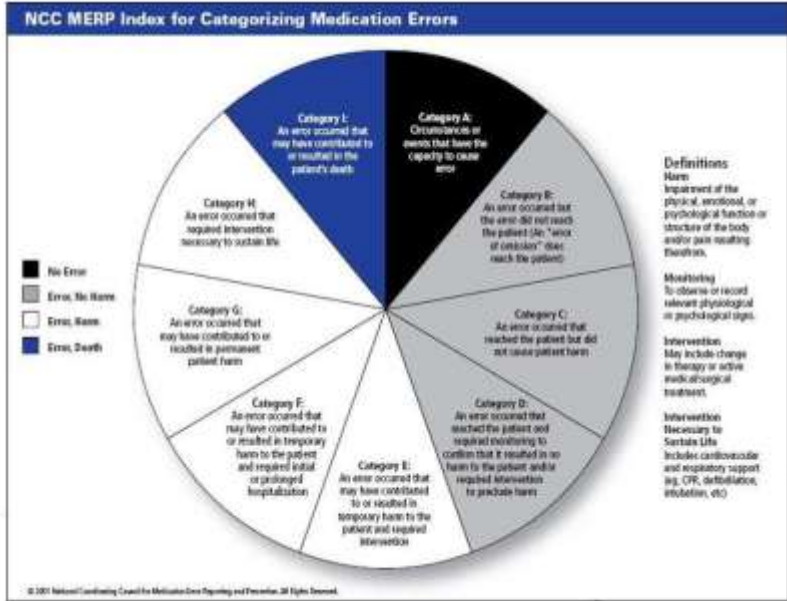 NCC MERP Index for Categorizing Medication Errors
Category I:
An error occurred that
may have contributed to
or resulted in the
patient's death
Category A:
Circumstances or
events that have the
capacity to cause
error
Category B:
An error occurred but
the error did not reach
the patient (An "error
of omission" does
reach the patient)
Category C:
An error occurred that
reached the patient but did
not cause patient harm
Category D:
An error occurred that
reached the patient and
required monitoring to
confirm that it resulted in no
harm to the patient and/or
required intervention
to preclude harm
Category E:
An error occurred that
may have contributed
to or resulted in
temporary harm to the
patient and required
intervention
Category F:
An error occurred that
may have contributed to
or resulted in temporary
harm to the patient
and required initial
or prolonged
hospitalization
Category G:
An error occurred that
may have contributed to or
resulted in permanent
patient harm
Category H:
An error occurred that
required intervention
necessary to sustain life
No Error
Error, No Harm
Error, Harm
Error, Death
Definitions
Harm
Impairment of the
physical, emotional, or
psychological function or
structure of the body
and/or pain resulting
therefrom.
Monitoring
To observe or record
relevant physiological
or psychological signs.
Intervention
May include change
in therapy or active
medical/surgical
treatment.
Intervention
Necessary to
Sustain Life
Includes cardiovascular
and respiratory support
(eg, CPR, defibrillation,
intubation, etc)
© 2001 National Coordinating Council for Medication Error Reporting and Prevention. All Rights Reserved.